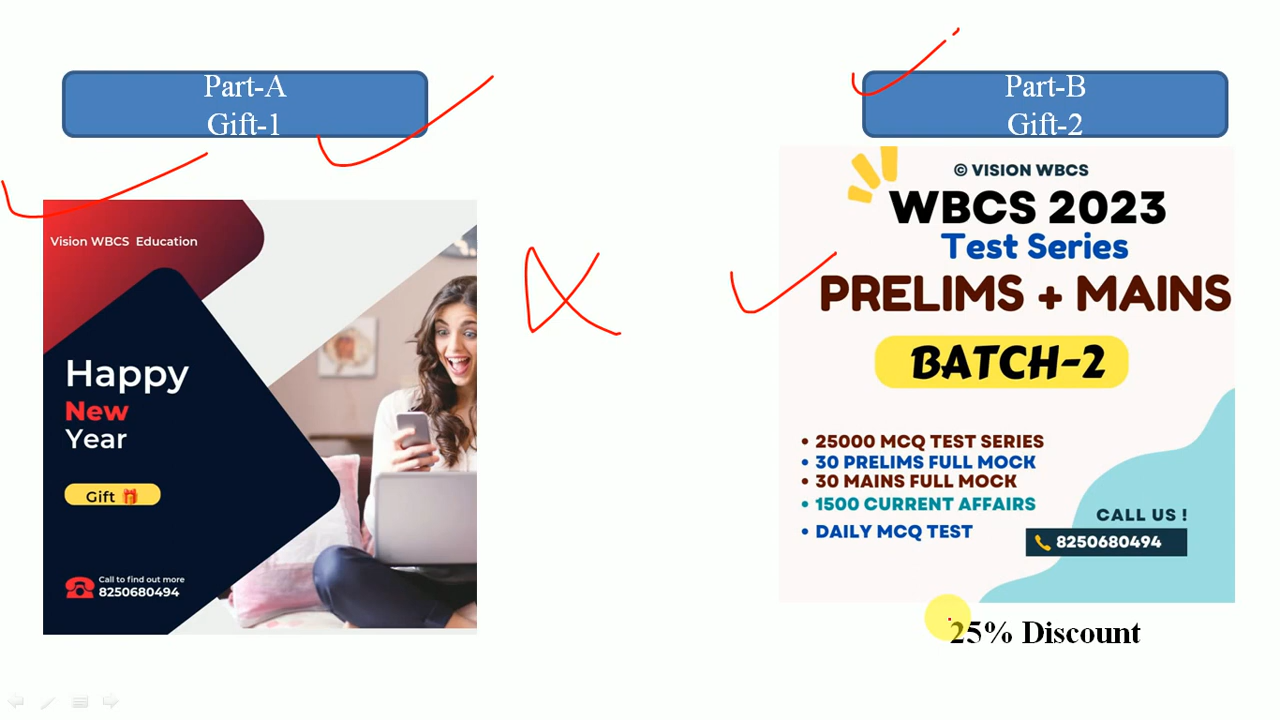 Part-A
Gift-1
Vision WBCS Education
Happy
New
Year
Gift
Call to find out more
8250680494
&
Part-B
Gift-2
© VISION WBCS
WBCS 2023
Test Series
PRELIMS + MAINS
BATCH-2
• 25000 MCQ TEST SERIES
• 30 PRELIMS FULL MOCK
• 30 MAINS FULL MOCK
• 1500 CURRENT AFFAIRS
• DAILY MCQ TEST
CALL US !
8250680494
25% Discount